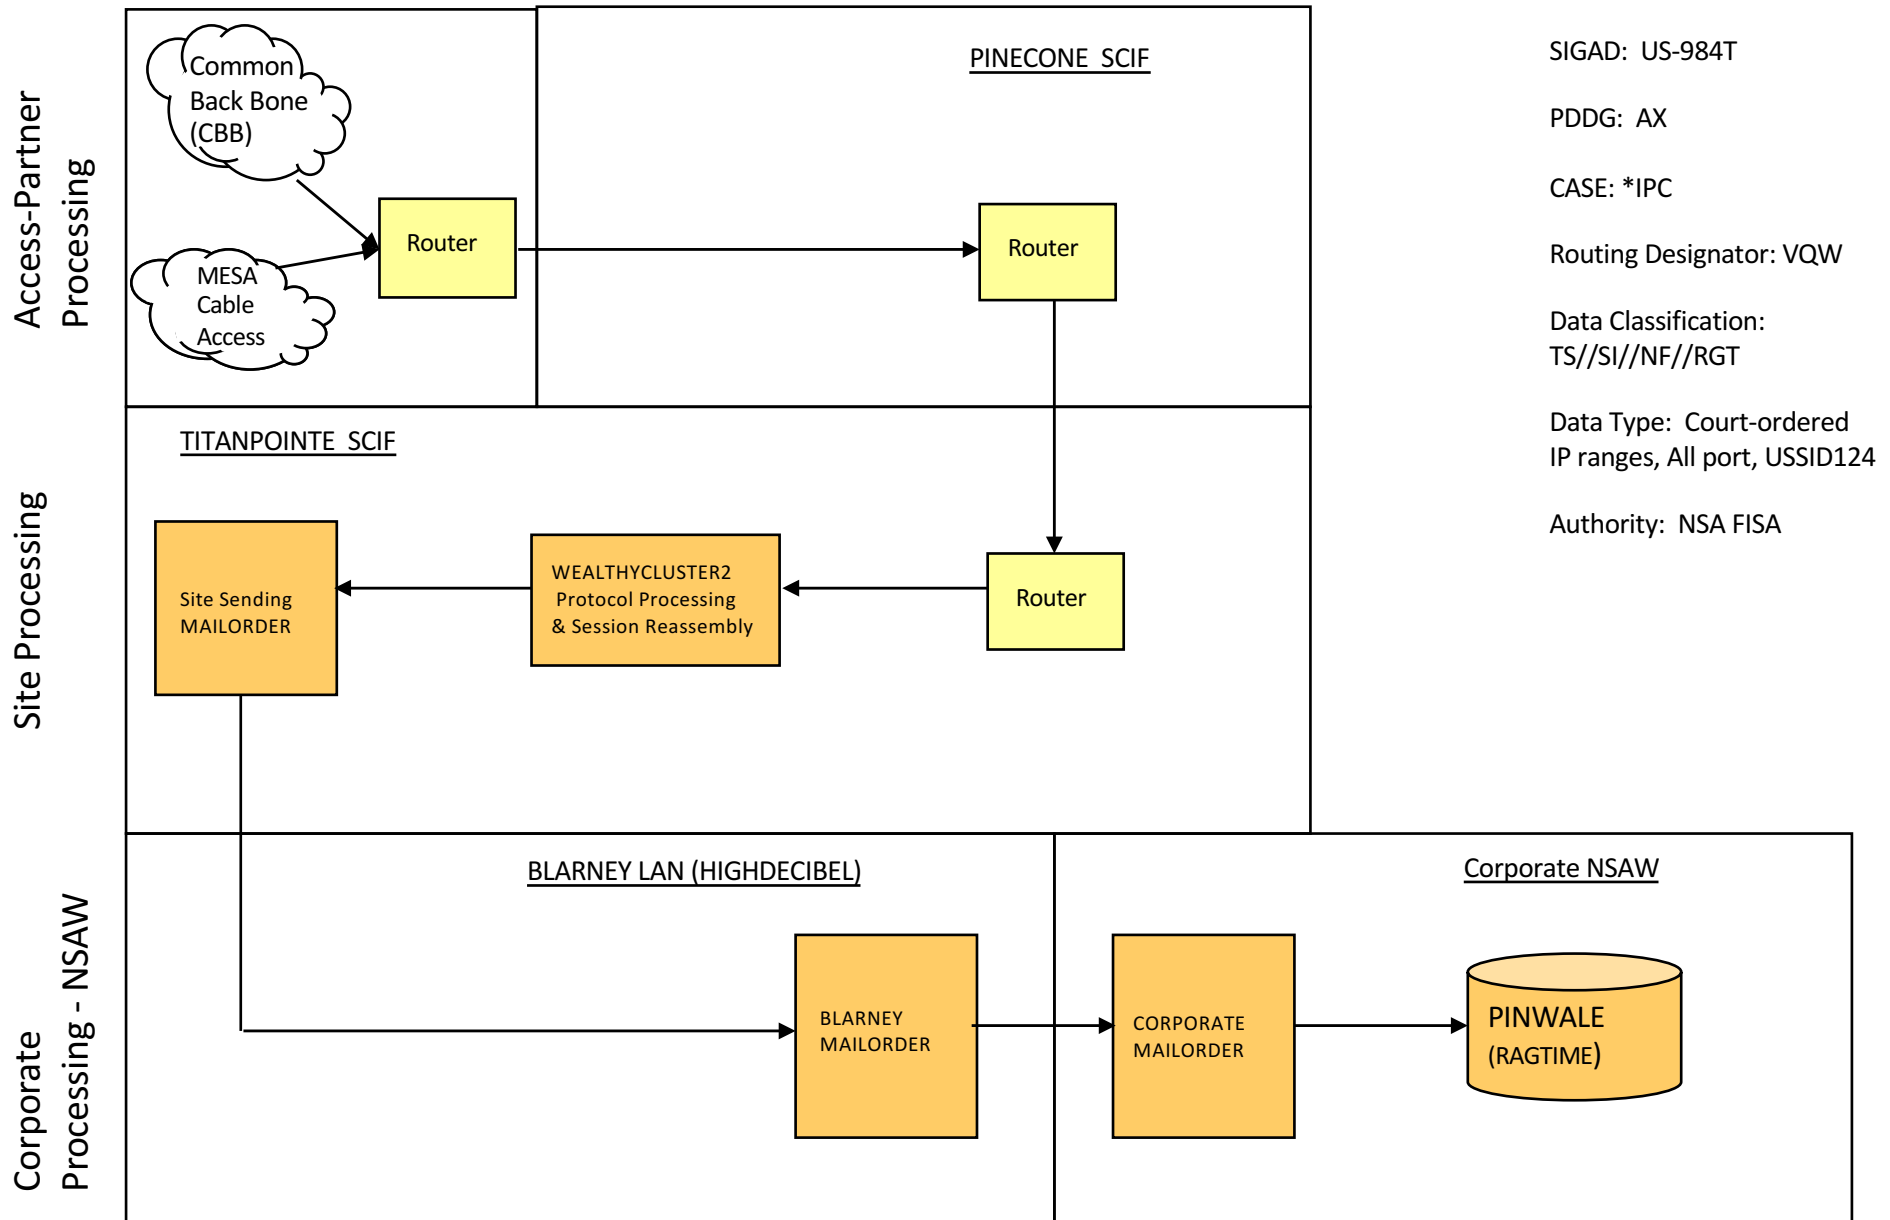 Access-Partner
Processing
Common
Back Bone
(CBB)
MESA
Cable
Access
Router
PINECONE SCIF
Router
Site Processing
TITANPOINTE SCIF
Site Sending
MAILORDER
WEALTHYCLUSTER2
Protocol Processing
& Session Reassembly
Router
Corporate
Processing - NSAW
BLARNEY LAN (HIGHDECIBEL)
BLARNEY
MAILORDER
Corporate NSAW
CORPORATE
MAILORDER
PINWALE
(RAGTIME)
SIGAD: US-984T
PDDG: AX
CASE: *IPC
Routing Designator: VQW
Data Classification:
TS//SI//NF//RGT
Data Type: Court-ordered
IP ranges, All port, USSID124
Authority: NSA FISA